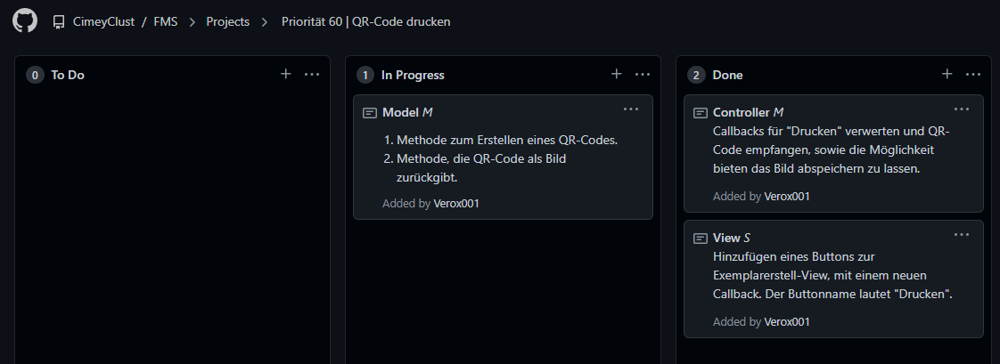 CimeyClust / FMS > Projects > Priorität 60 | QR-Code drucken
0 To Do + ...
1 In Progress + ...
Model M ...
1. Methode zum Erstellen eines QR-Codes.
2. Methode, die QR-Code als Bild
zurückgibt.
Added by Verox001
2 Done + ...
Controller M ...
Callbacks für "Drucken" verwerten und QR-
Code empfangen, sowie die Möglichkeit
bieten das Bild abspeichern zu lassen.
Added by Verox001
View S ...
Hinzufügen eines Buttons zur
Exemplarerstell-View, mit einem neuen
Callback. Der Buttonname lautet "Drucken".
Added by Verox001